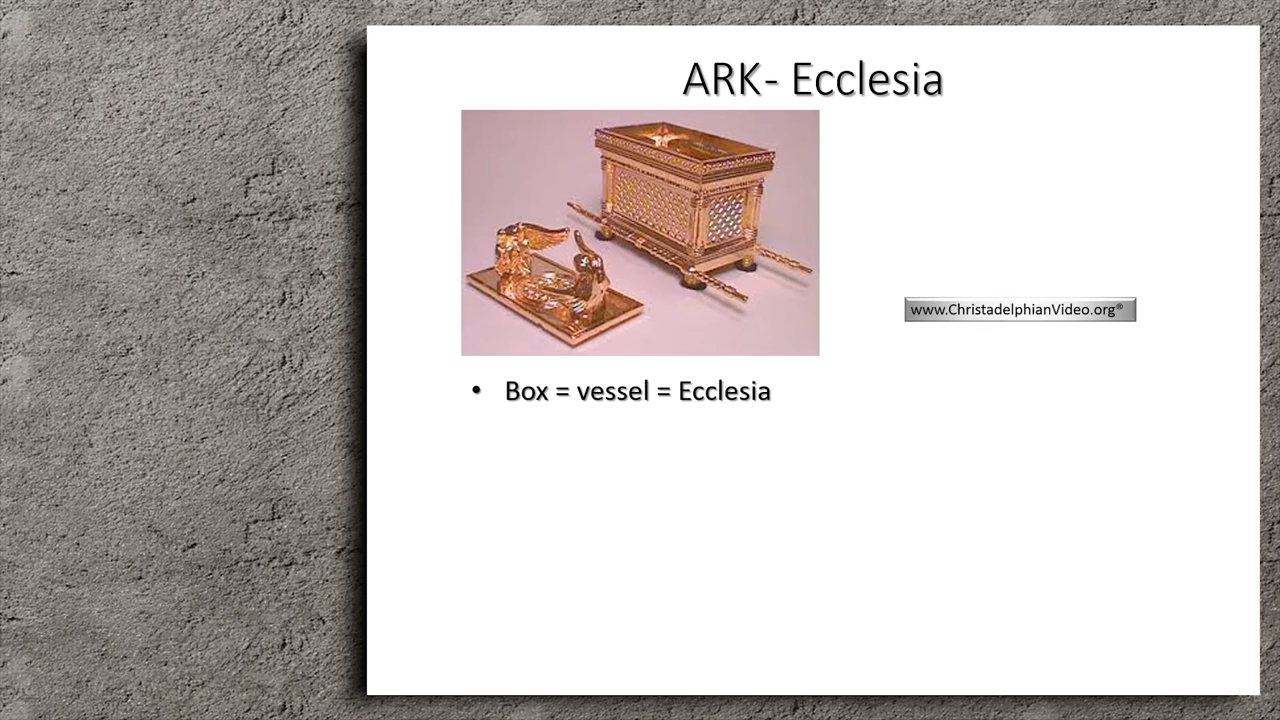 ARK- Ecclesia
www.ChristadelphianVideo.org®
• Box = vessel = Ecclesia